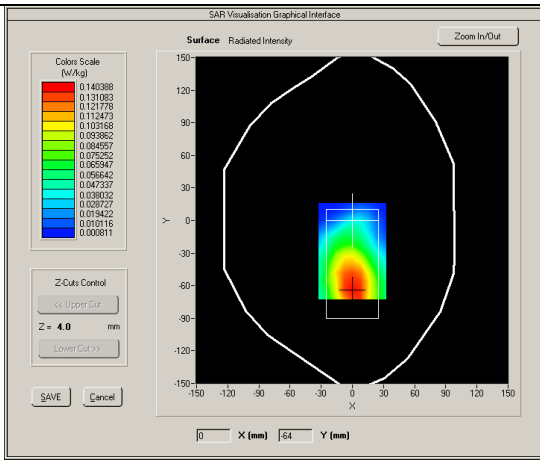 SAR Visualisation Graphical Interface
Surface Radiated Intensity
Zoom In/Out
Colors Scale
(W/kg)
0.140388
0.131083
0.121778
0.112473
0.103168
0.093862
0.084557
0.075252
0.065947
0.056642
0.047337
0.038032
0.028727
0.019422
0.010116
0.000811
150
120
90
60
30
0
-30
-60
-90
-120
-150
Y
-150 -120 -90 -60 -30 0 30 60 90 120 150
X
Z-Cuts Control
<< Upper Cut
Z = 4.0 mm
Lower Cut >>
SAVE Cancel
0 X (mm) -64 Y (mm)